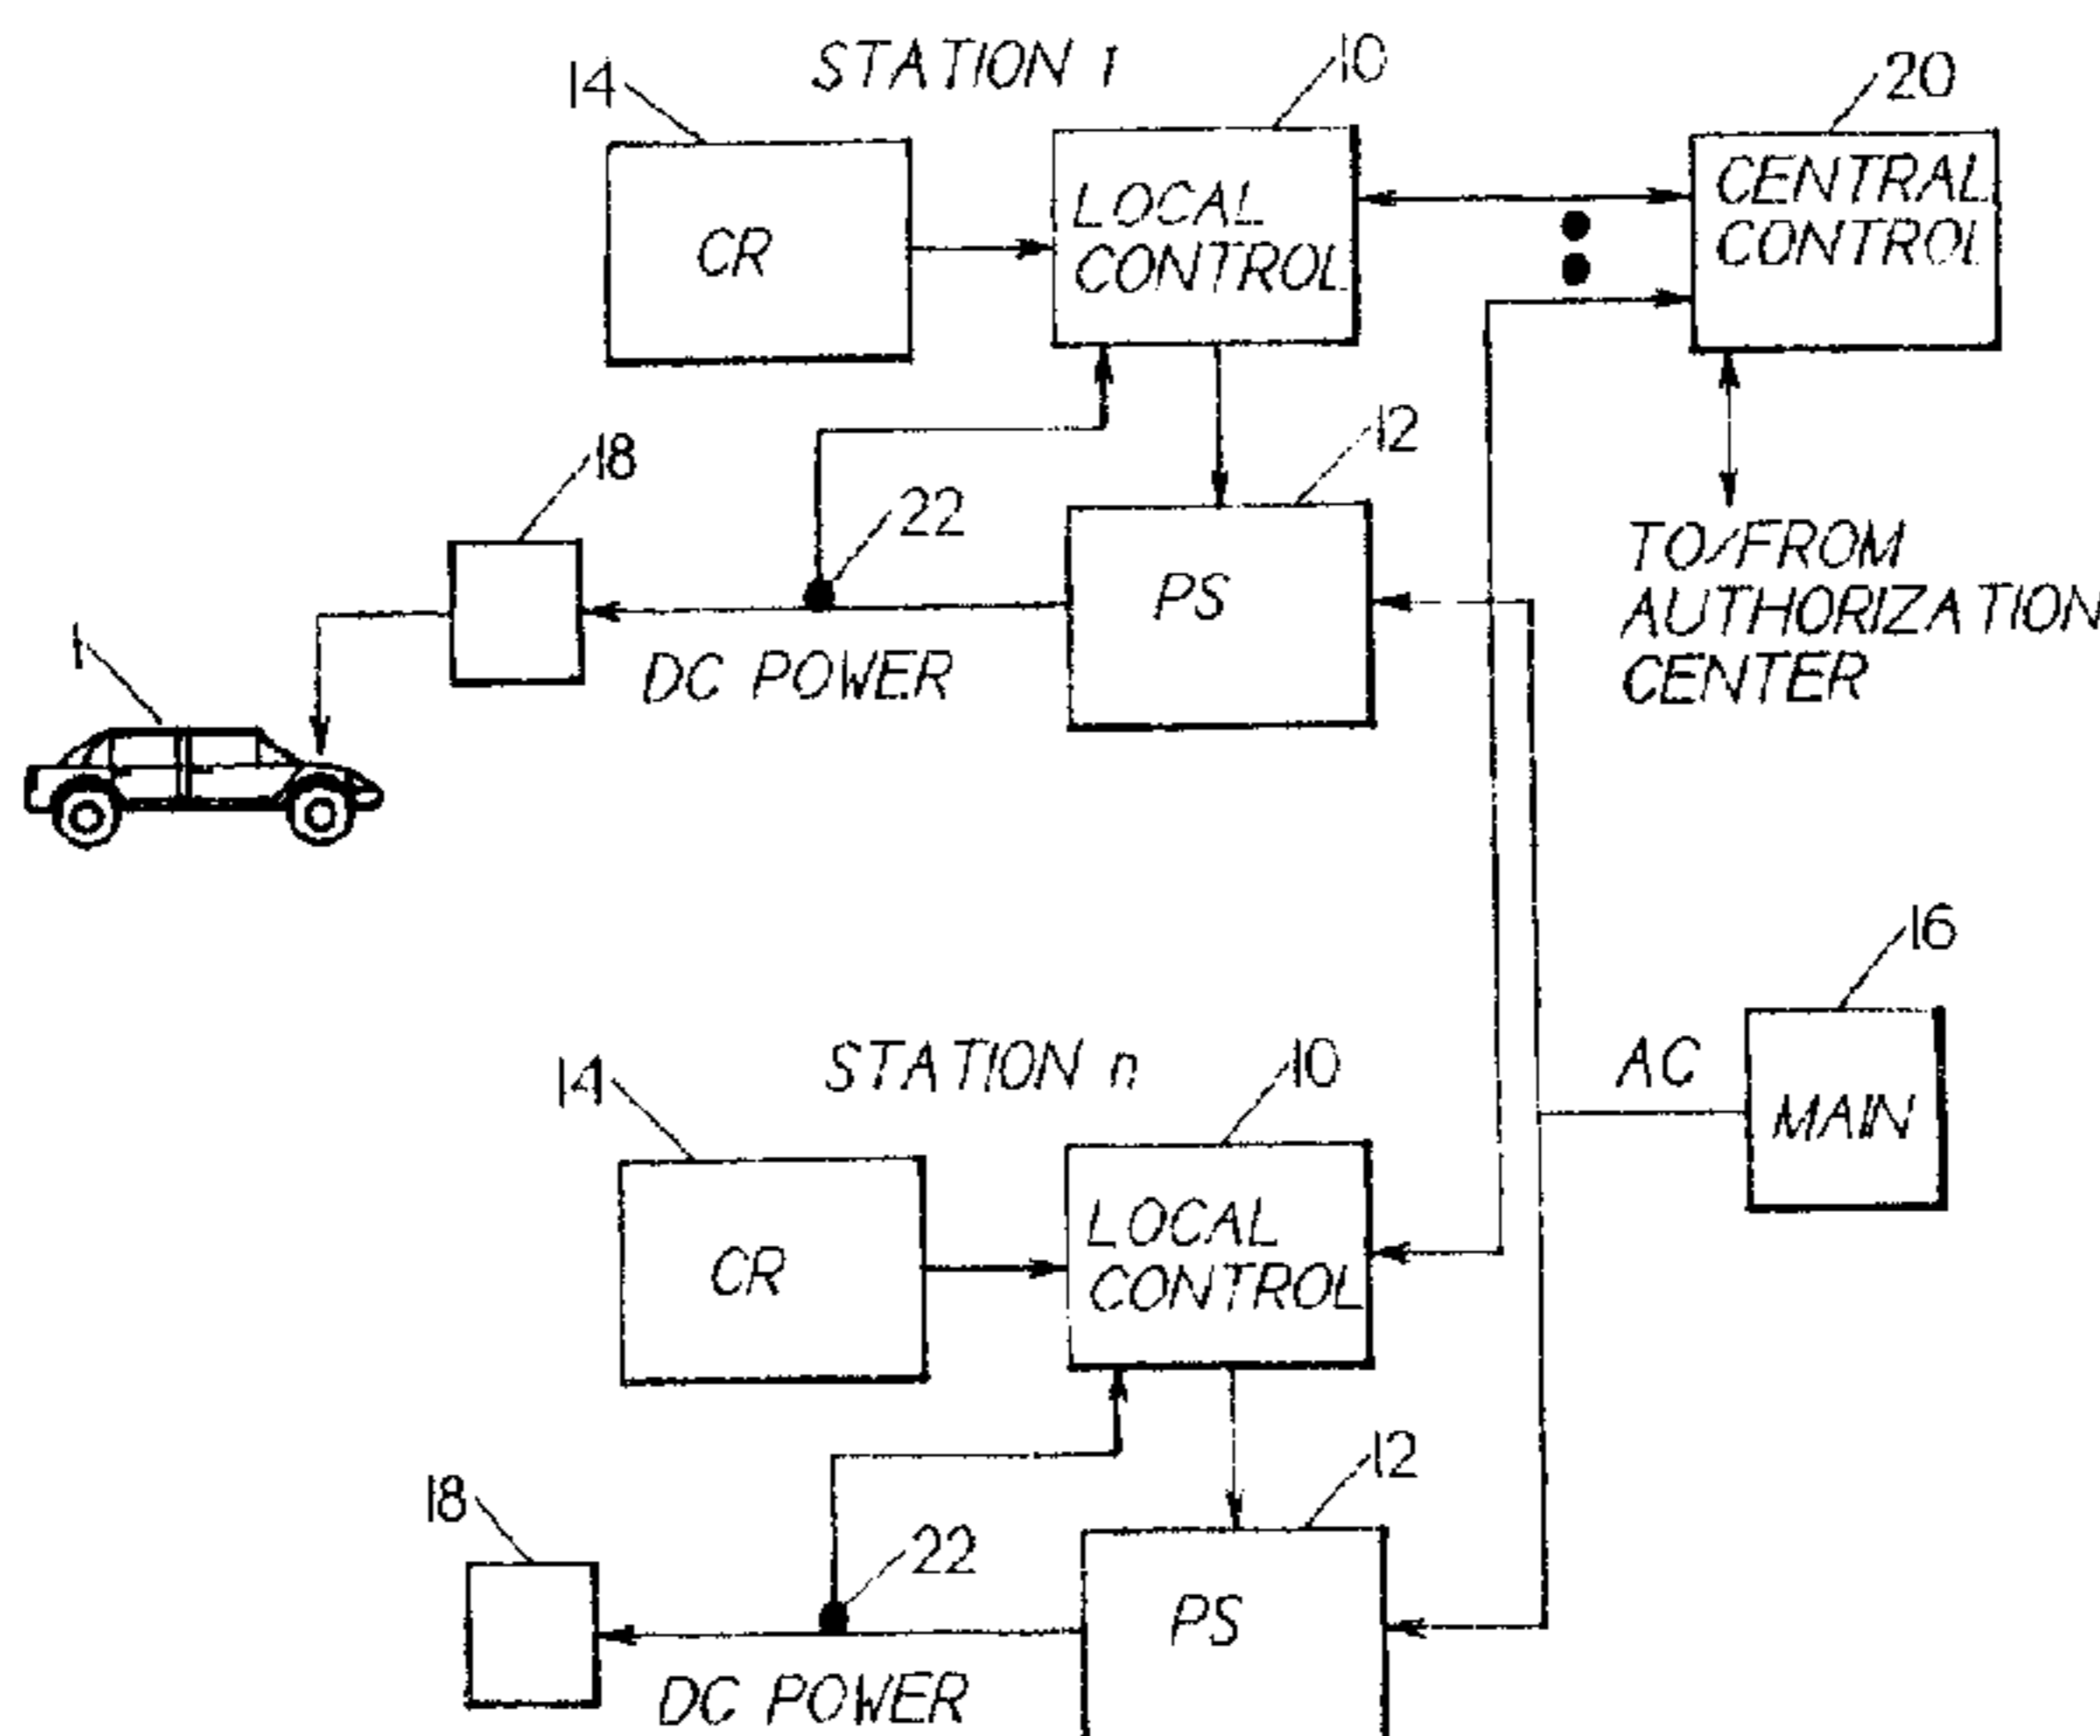 STATION 1
14
10
20
CR
LOCAL
CONTROL
CENTRAL
CONTROL
18
22
12
PS
TO/FROM
AUTHORIZATION
CENTER
1
DC POWER
16
STATION n
14
10
AC
MAIN
CR
LOCAL
CONTROL
18
22
12
PS
DC POWER